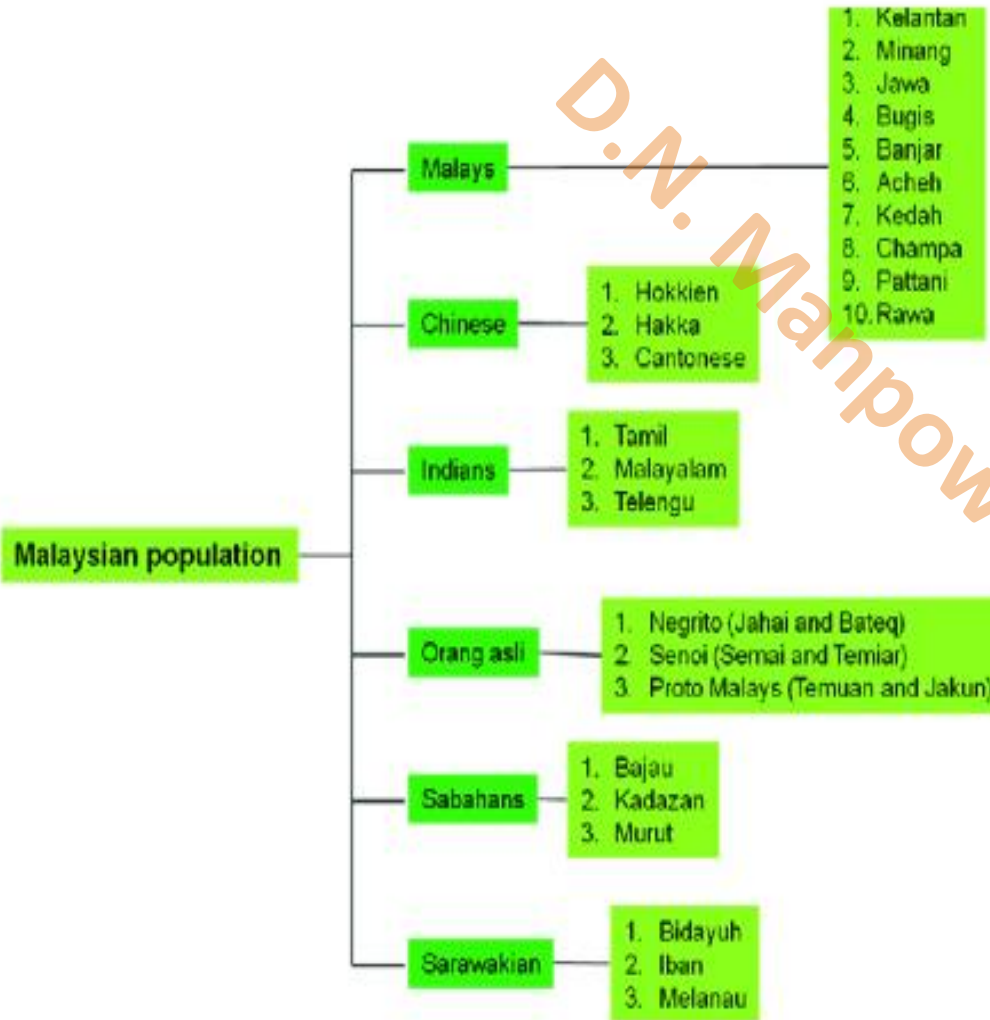 Malaysian population
Malays
1. Kelantan
2. Minang
3. Jawa
4. Bugis
5. Banjar
6. Acheh
7. Kedah
8. Champa
9. Pattani
10. Rawa
Chinese
1. Hokkien
2. Hakka
3. Cantonese
Indians
1. Tamil
2. Malayalam
3. Telengu
Orang asli
1. Negrito (Jahai and Bateq)
2. Senoi (Semai and Temiar)
3. Proto Malays (Temuan and Jakun)
Sabahans
1. Bajau
2. Kadazan
3. Murut
Sarawakian
1. Bidayuh
2. Iban
3. Melanau
D.N. Manpow